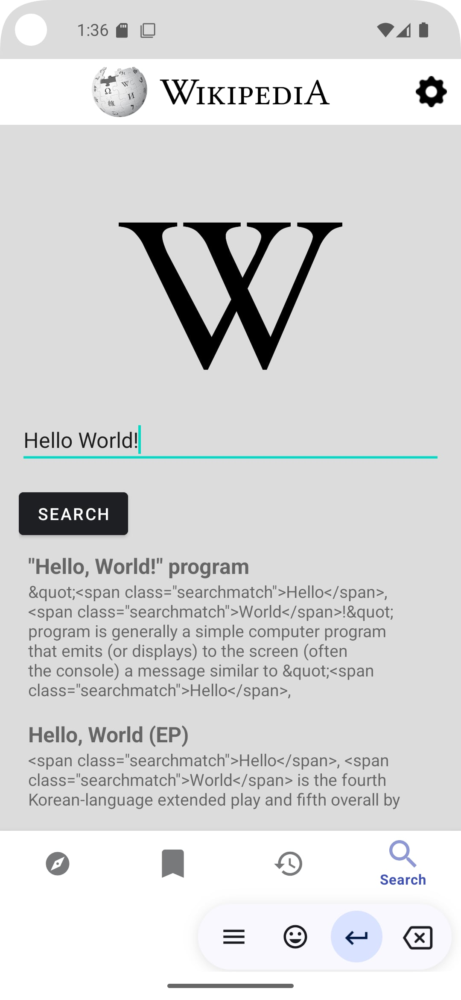 1:36
WIKIPEDIA
W
Hello World!
SEARCH
"Hello, World!" program
&quot;<span class="searchmatch">Hello</span>,
<span class="searchmatch">World</span>!&quot;
program is generally a simple computer program
that emits (or displays) to the screen (often
the console) a message similar to &quot;<span
class="searchmatch">Hello</span>,
Hello, World (EP)
<span class="searchmatch">Hello</span>, <span
class="searchmatch">World</span> is the fourth
Korean-language extended play and fifth overall by
Search